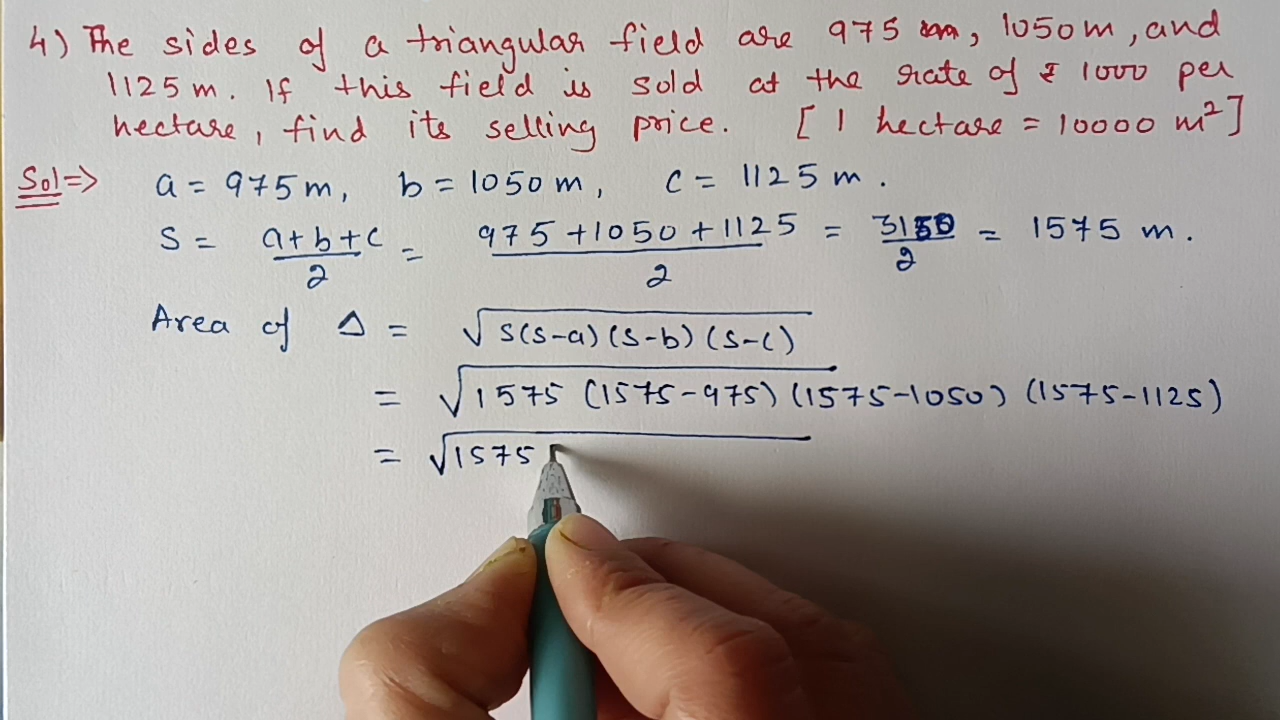 4) The sides of a triangular field are 975 m, 1050 m, and
1125 m. If this field is sold at the rate of ₹ 1000 per
hectare, find its selling price. [1 hectare = 10000 m²]
Sol => a = 975 m, b = 1050 m, c = 1125 m.
S = a+b+c/2 = 975+1050+1125/2 = 3150/2 = 1575 m.
Area of Δ = √s(s-a)(s-b)(s-c)
= √1575 (1575-975) (1575-1050) (1575-1125)
= √1575